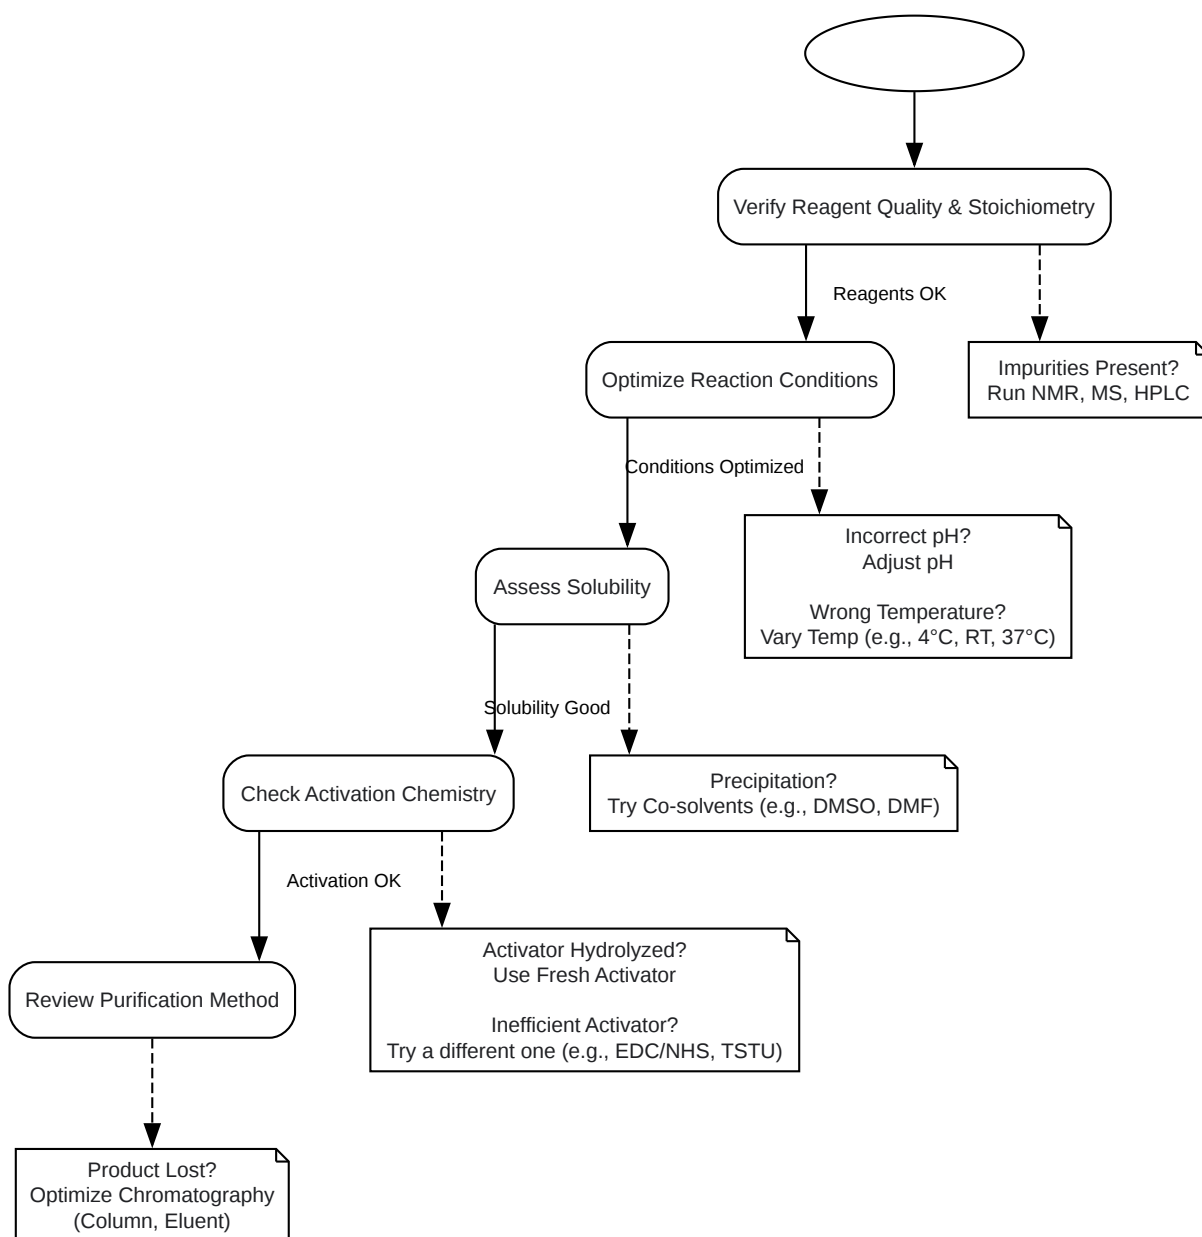 Verify Reagent Quality & Stoichiometry
Reagents OK
Optimize Reaction Conditions
Impurities Present?
Run NMR, MS, HPLC
Conditions Optimized
Incorrect pH?
Adjust pH
Wrong Temperature?
Vary Temp (e.g., 4°C, RT, 37°C)
Assess Solubility
Solubility Good
Precipitation?
Try Co-solvents (e.g., DMSO, DMF)
Check Activation Chemistry
Activation OK
Activator Hydrolyzed?
Use Fresh Activator
Inefficient Activator?
Try a different one (e.g., EDC/NHS, TSTU)
Review Purification Method
Product Lost?
Optimize Chromatography
(Column, Eluent)